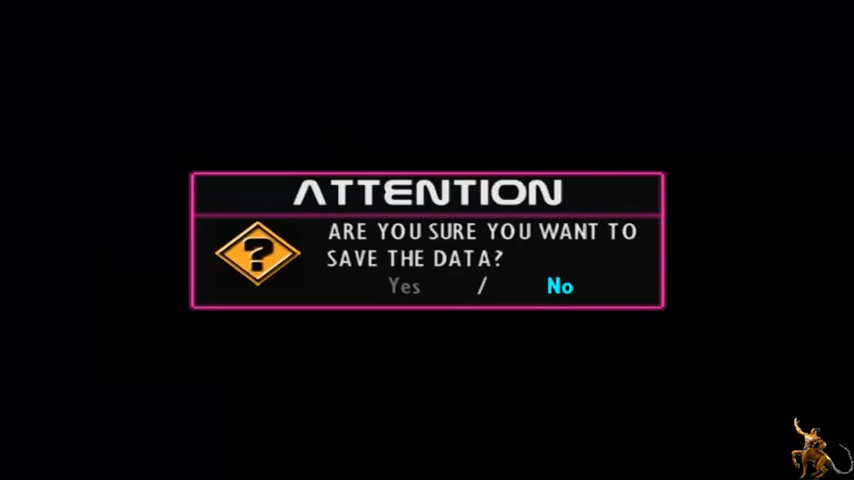 ATTENTION
ARE YOU SURE YOU WANT TO
SAVE THE DATA?
Yes / No